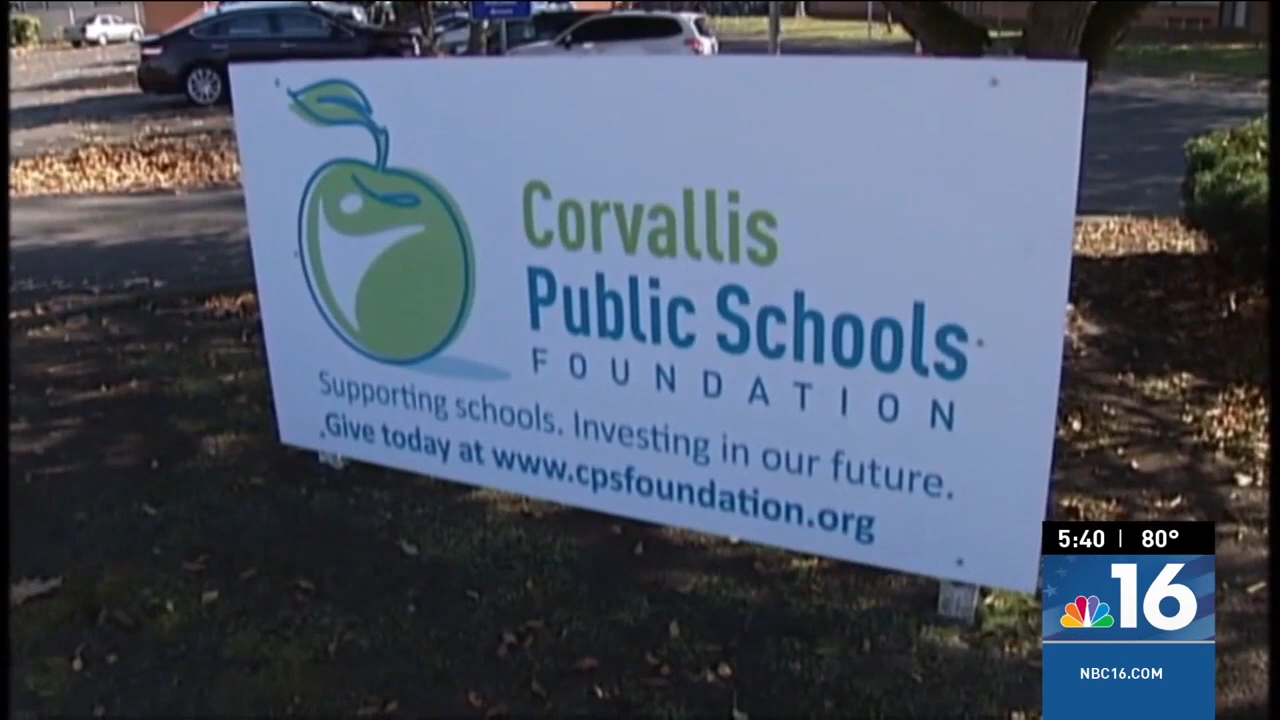 Corvallis
Public Schools
FOUNDATION
Supporting schools. Investing in our future.
Give today at www.cpsfoundation.org
5:40 | 80°
16
NBC16.COM